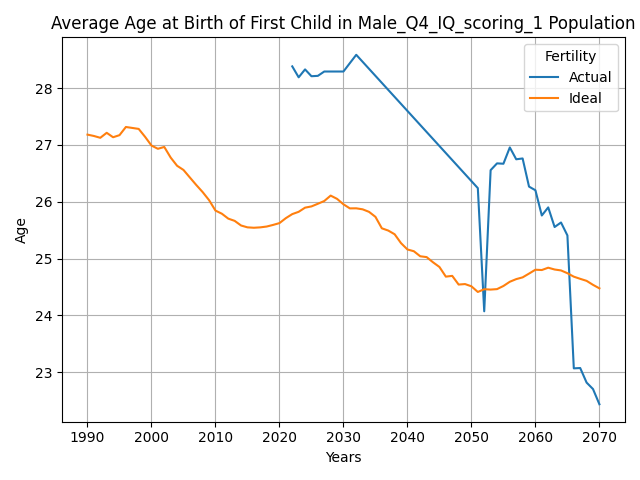 Average Age at Birth of First Child in Male_Q4_IQ_scoring_1 Population
Fertility
Actual
Ideal
Age
28
27
26
25
24
23
1990 2000 2010 2020 2030 2040 2050 2060 2070
Years